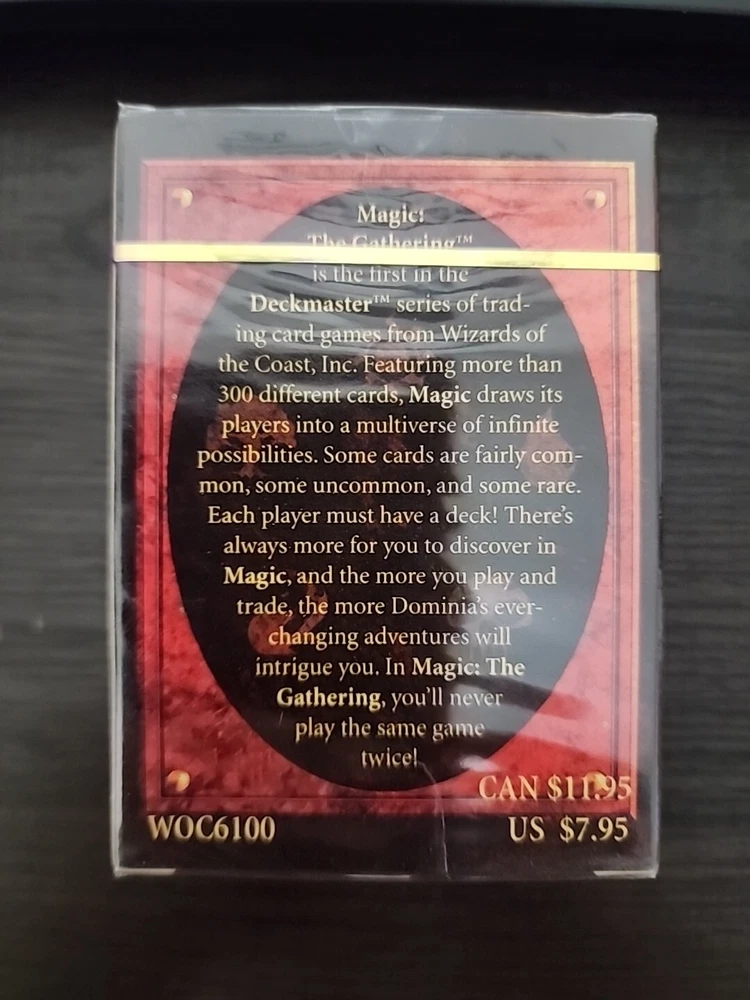 Magic:
The Gathering™
is the first in the
Deckmaster™ series of trad-
ing card games from Wizards of
the Coast, Inc. Featuring more than
300 different cards, Magic draws its
players into a multiverse of infinite
possibilities. Some cards are fairly com-
mon, some uncommon, and some rare.
Each player must have a deck! There's
always more for you to discover in
Magic, and the more you play and
trade, the more Dominia's ever-
changing adventures will
intrigue you. In Magic: The
Gathering, you'll never
play the same game
twice!
CAN $11.95
WOC6100 US $7.95